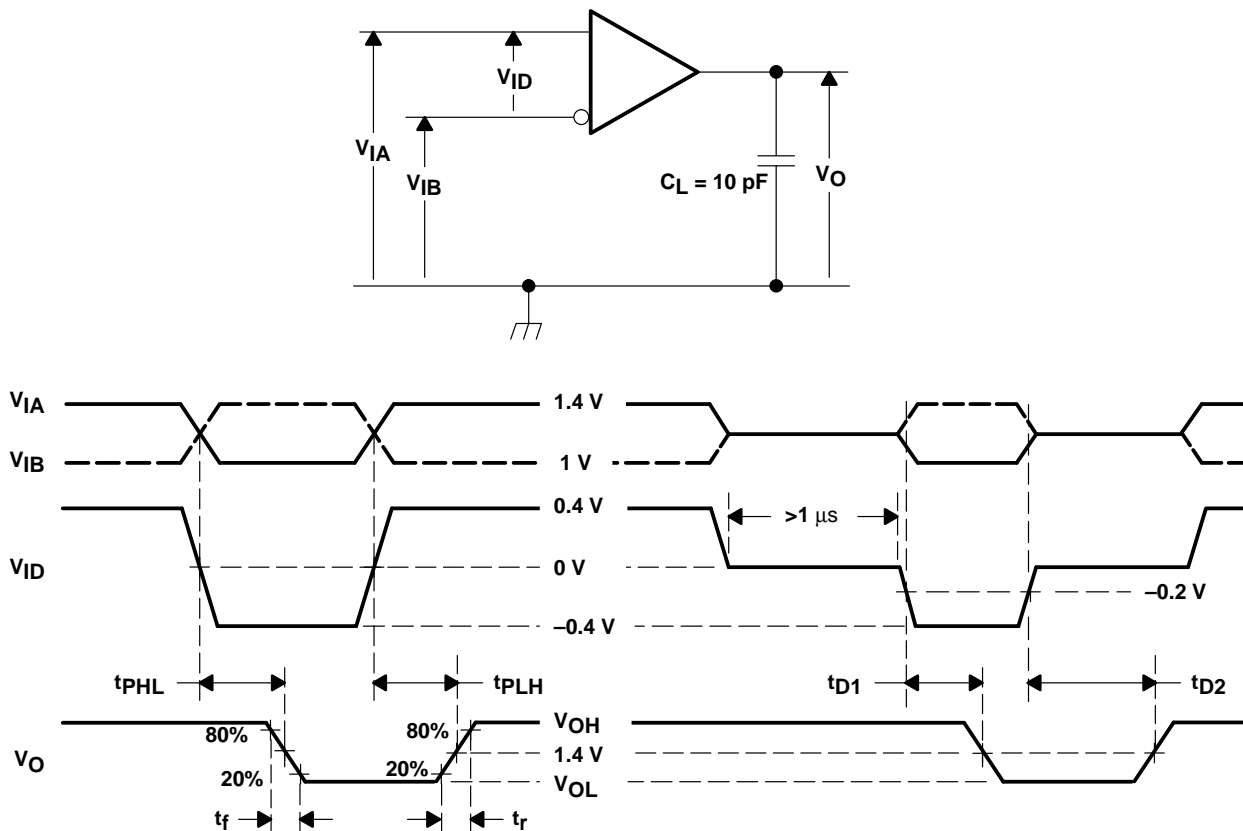 VID
VIA
VIB
CL = 10 pF
VO
VIA
1.4 V
VIB
1 V
0.4 V
>1 μs
VID
0 V
–0.2 V
–0.4 V
tPHL
tPLH
tD1
tD2
VOH
80%
80%
1.4 V
VO
20%
20%
VOL
tf
tr